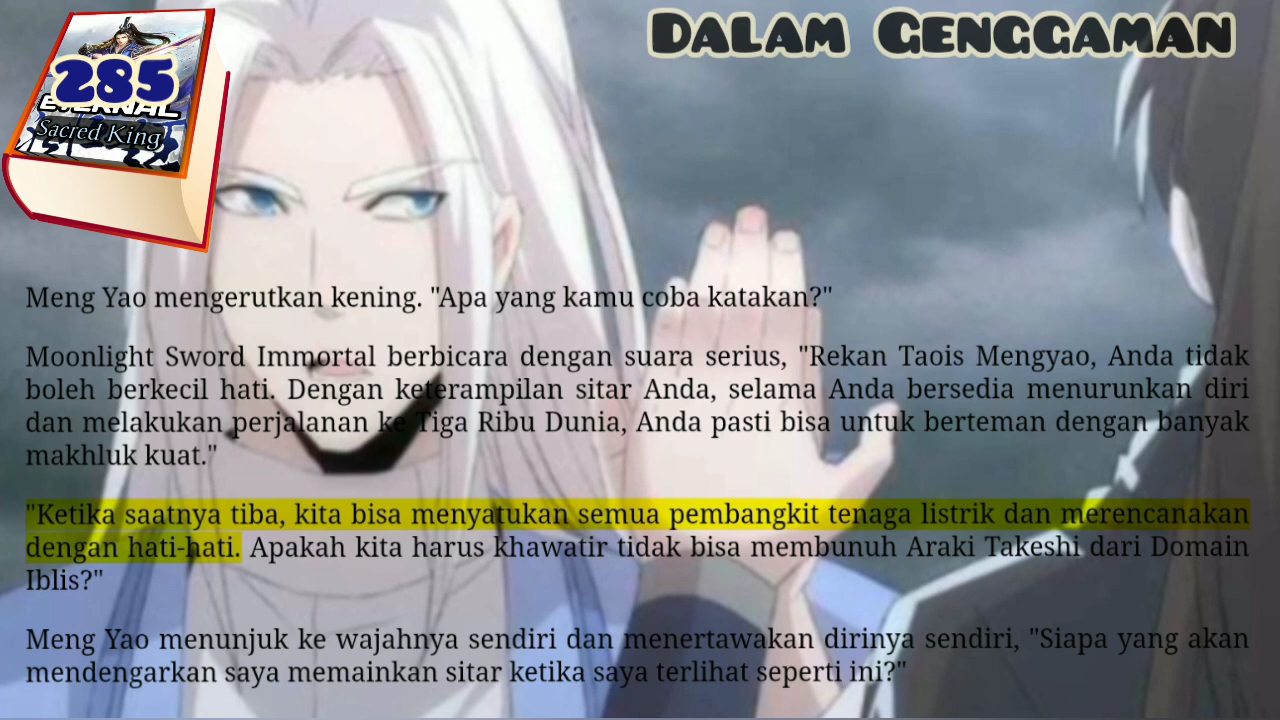 DALAM GENGGAMAN
285
ETERNAL
Sacred King
Meng Yao mengerutkan kening. "Apa yang kamu coba katakan?"
Moonlight Sword Immortal berbicara dengan suara serius, "Rekan Taois Mengyao, Anda tidak
boleh berkecil hati. Dengan keterampilan sitar Anda, selama Anda bersedia menurunkan diri
dan melakukan perjalanan ke Tiga Ribu Dunia, Anda pasti bisa untuk berteman dengan banyak
makhluk kuat."
"Ketika saatnya tiba, kita bisa menyatukan semua pembangkit tenaga listrik dan merencanakan
dengan hati-hati. Apakah kita harus khawatir tidak bisa membunuh Araki Takeshi dari Domain
Iblis?"
Meng Yao menunjuk ke wajahnya sendiri dan menertawakan dirinya sendiri, "Siapa yang akan
mendengarkan saya memainkan sitar ketika saya terlihat seperti ini?"